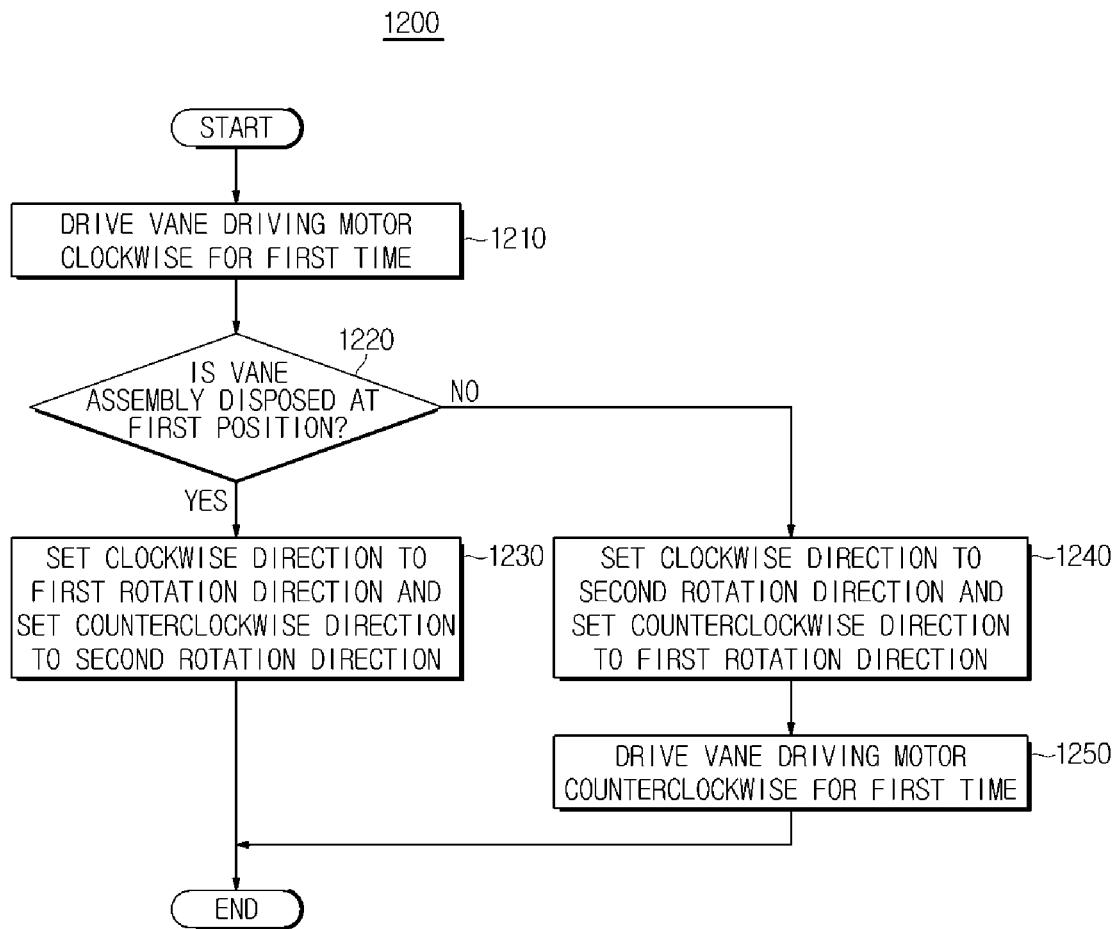 1200
START
DRIVE VANE DRIVING MOTOR
CLOCKWISE FOR FIRST TIME
1210
1220
IS VANE
ASSEMBLY DISPOSED AT
FIRST POSITION?
NO
YES
SET CLOCKWISE DIRECTION TO
FIRST ROTATION DIRECTION AND
SET COUNTERCLOCKWISE DIRECTION
TO SECOND ROTATION DIRECTION
1230
SET CLOCKWISE DIRECTION TO
SECOND ROTATION DIRECTION AND
SET COUNTERCLOCKWISE DIRECTION
TO FIRST ROTATION DIRECTION
1240
DRIVE VANE DRIVING MOTOR
COUNTERCLOCKWISE FOR FIRST TIME
1250
END